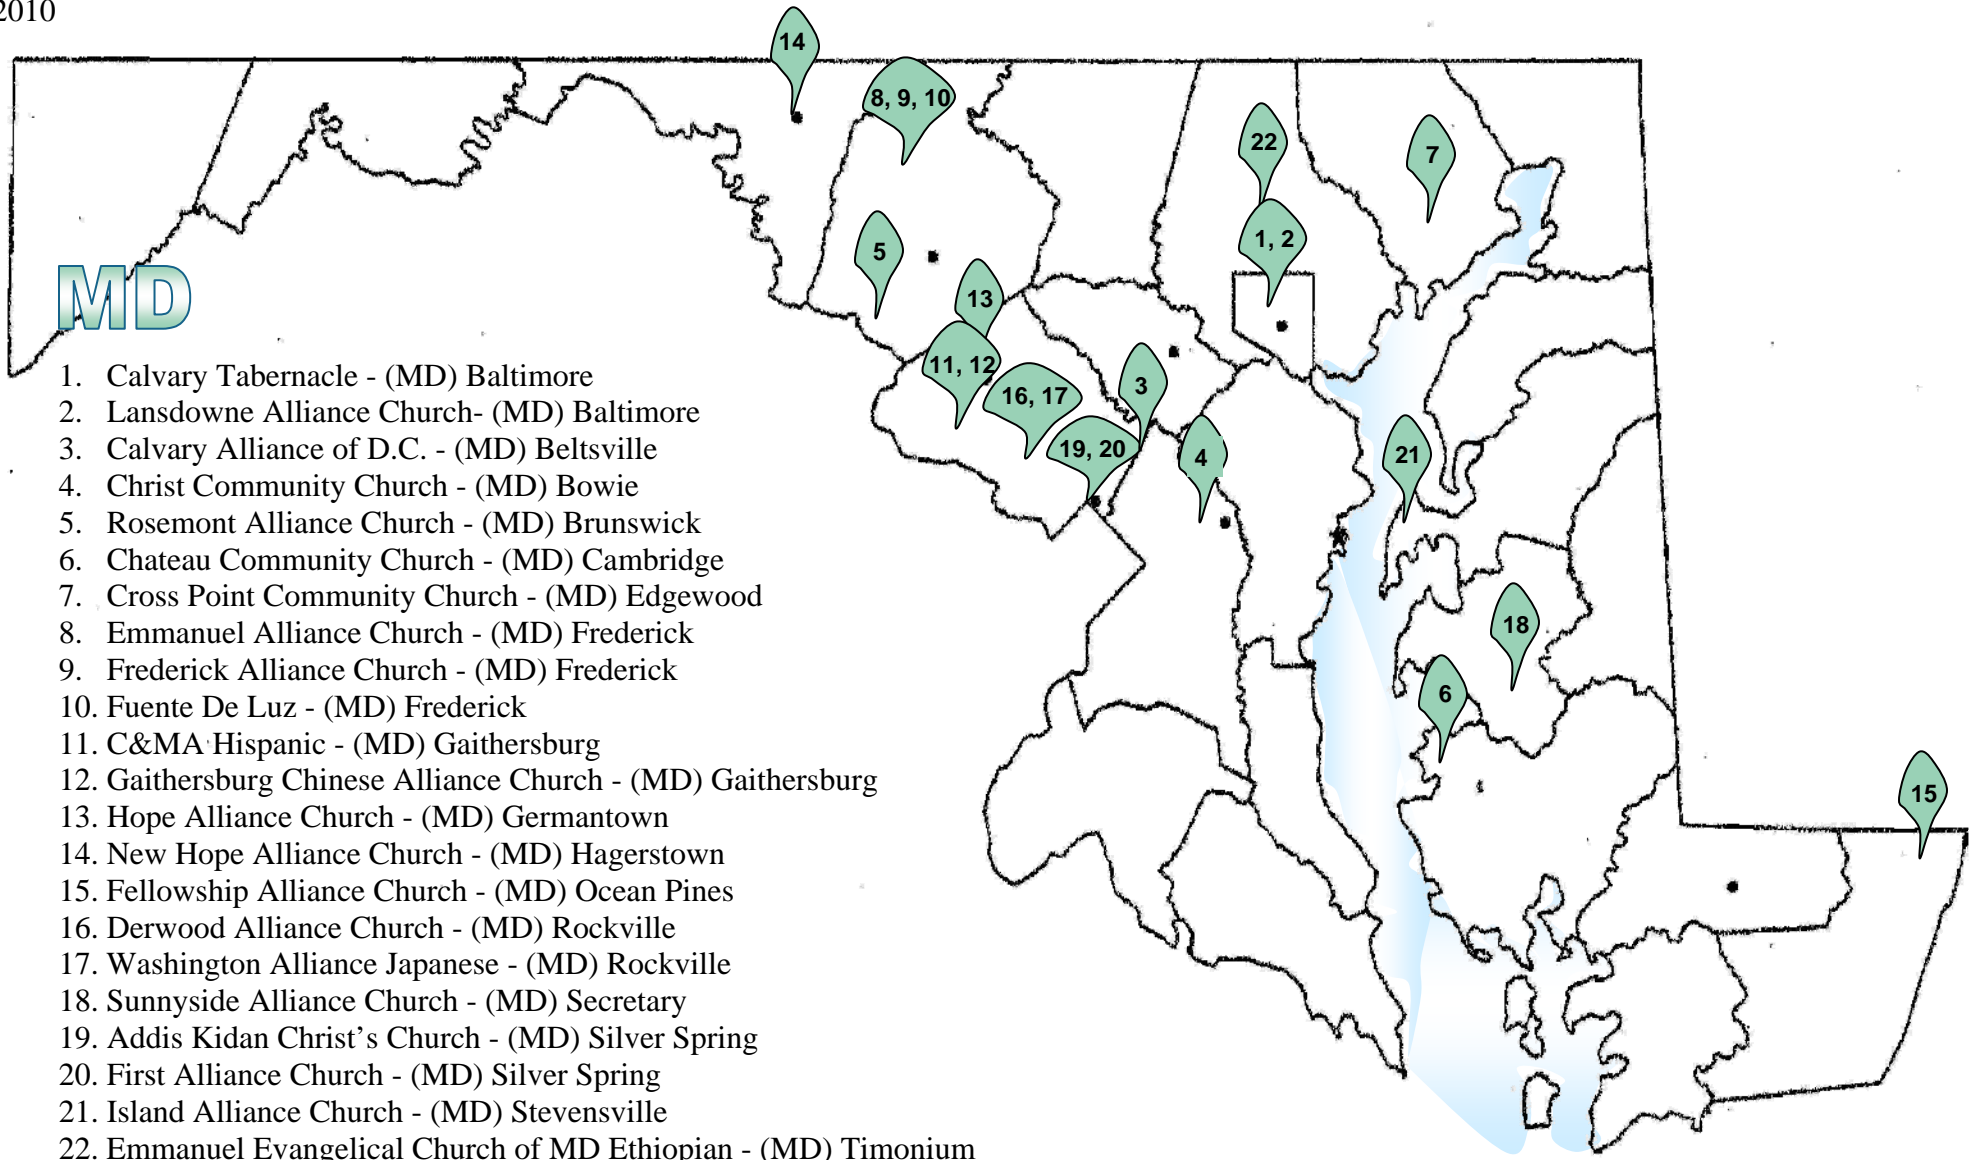 2010
14
8, 9, 10
22
7
1, 2
5
13
11, 12
16, 17
3
19, 20
4
21
18
6
15
MD
1. Calvary Tabernacle - (MD) Baltimore
2. Lansdowne Alliance Church- (MD) Baltimore
3. Calvary Alliance of D.C. - (MD) Beltsville
4. Christ Community Church - (MD) Bowie
5. Rosemont Alliance Church - (MD) Brunswick
6. Chateau Community Church - (MD) Cambridge
7. Cross Point Community Church - (MD) Edgewood
8. Emmanuel Alliance Church - (MD) Frederick
9. Frederick Alliance Church - (MD) Frederick
10. Fuente De Luz - (MD) Frederick
11. C&MA Hispanic - (MD) Gaithersburg
12. Gaithersburg Chinese Alliance Church - (MD) Gaithersburg
13. Hope Alliance Church - (MD) Germantown
14. New Hope Alliance Church - (MD) Hagerstown
15. Fellowship Alliance Church - (MD) Ocean Pines
16. Derwood Alliance Church - (MD) Rockville
17. Washington Alliance Japanese - (MD) Rockville
18. Sunnyside Alliance Church - (MD) Secretary
19. Addis Kidan Christ’s Church - (MD) Silver Spring
20. First Alliance Church - (MD) Silver Spring
21. Island Alliance Church - (MD) Stevensville
22. Emmanuel Evangelical Church of MD Ethiopian - (MD) Timonium